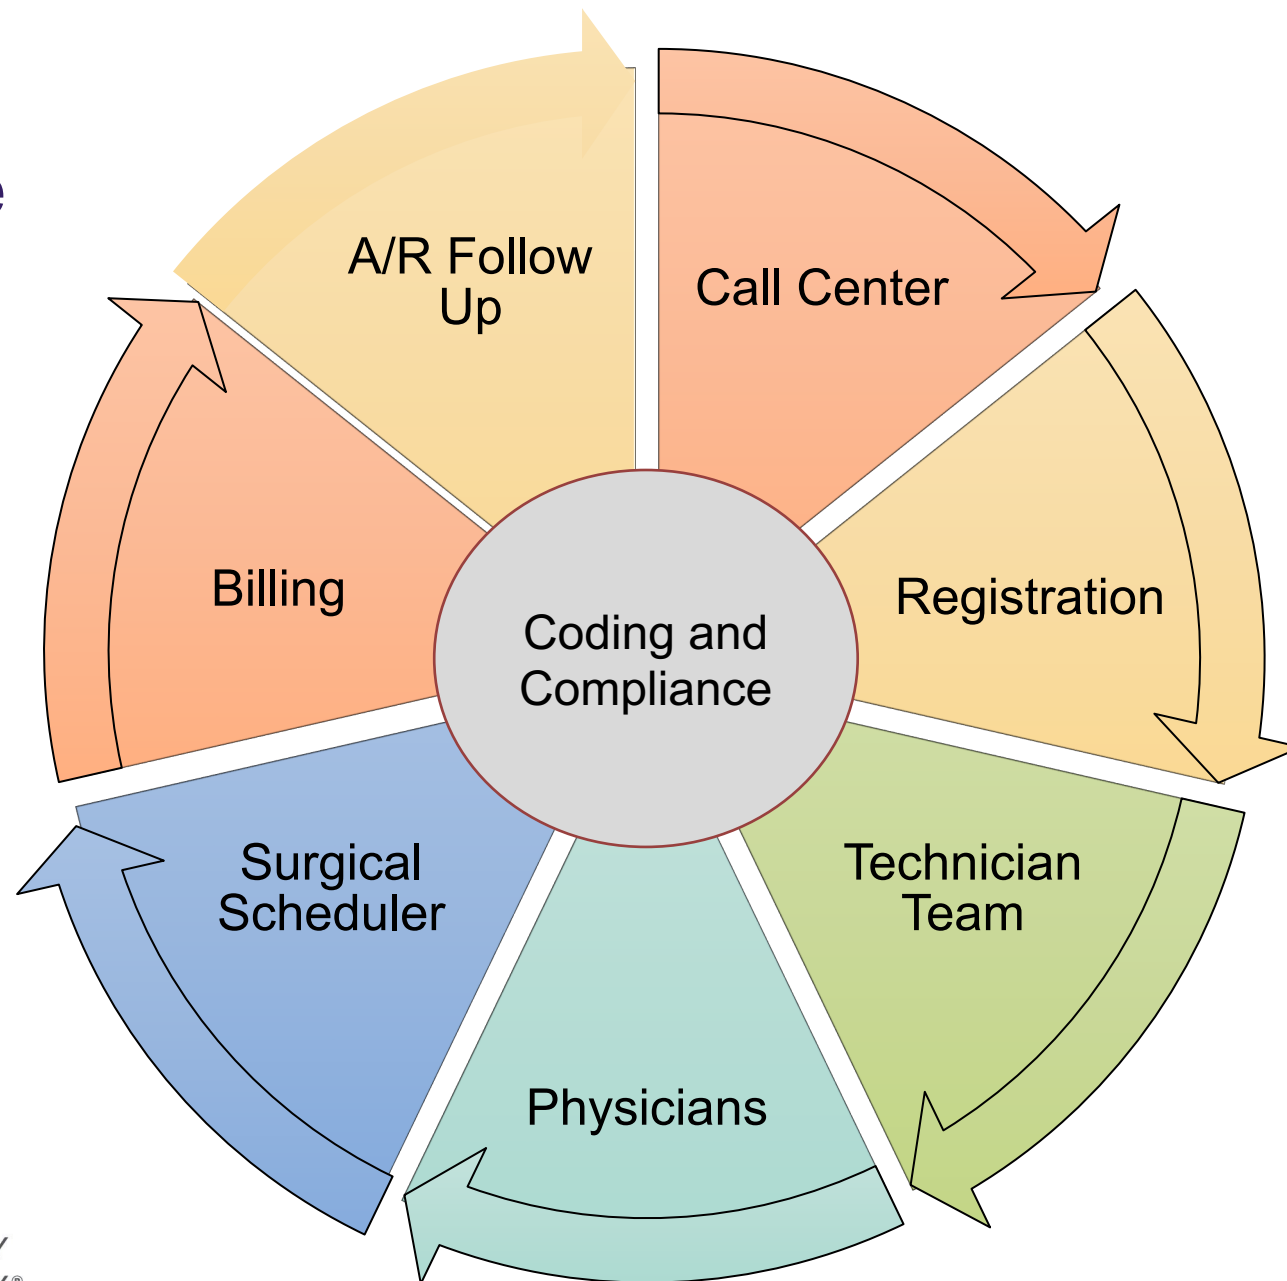 e
A/R Follow
Up
Call Center
Billing
Registration
Coding and
Compliance
Surgical
Scheduler
Technician
Team
Physicians